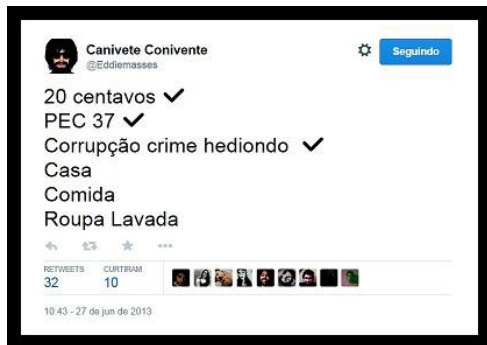 Canivete Conivente
@Eddiemasses
Seguindo
20 centavos ✔
PEC 37 ✔
Corrupção crime hediondo ✔
Casa
Comida
Roupa Lavada
RETWEETS CURTIRAM
32 10
10:43 - 27 de jun de 2013